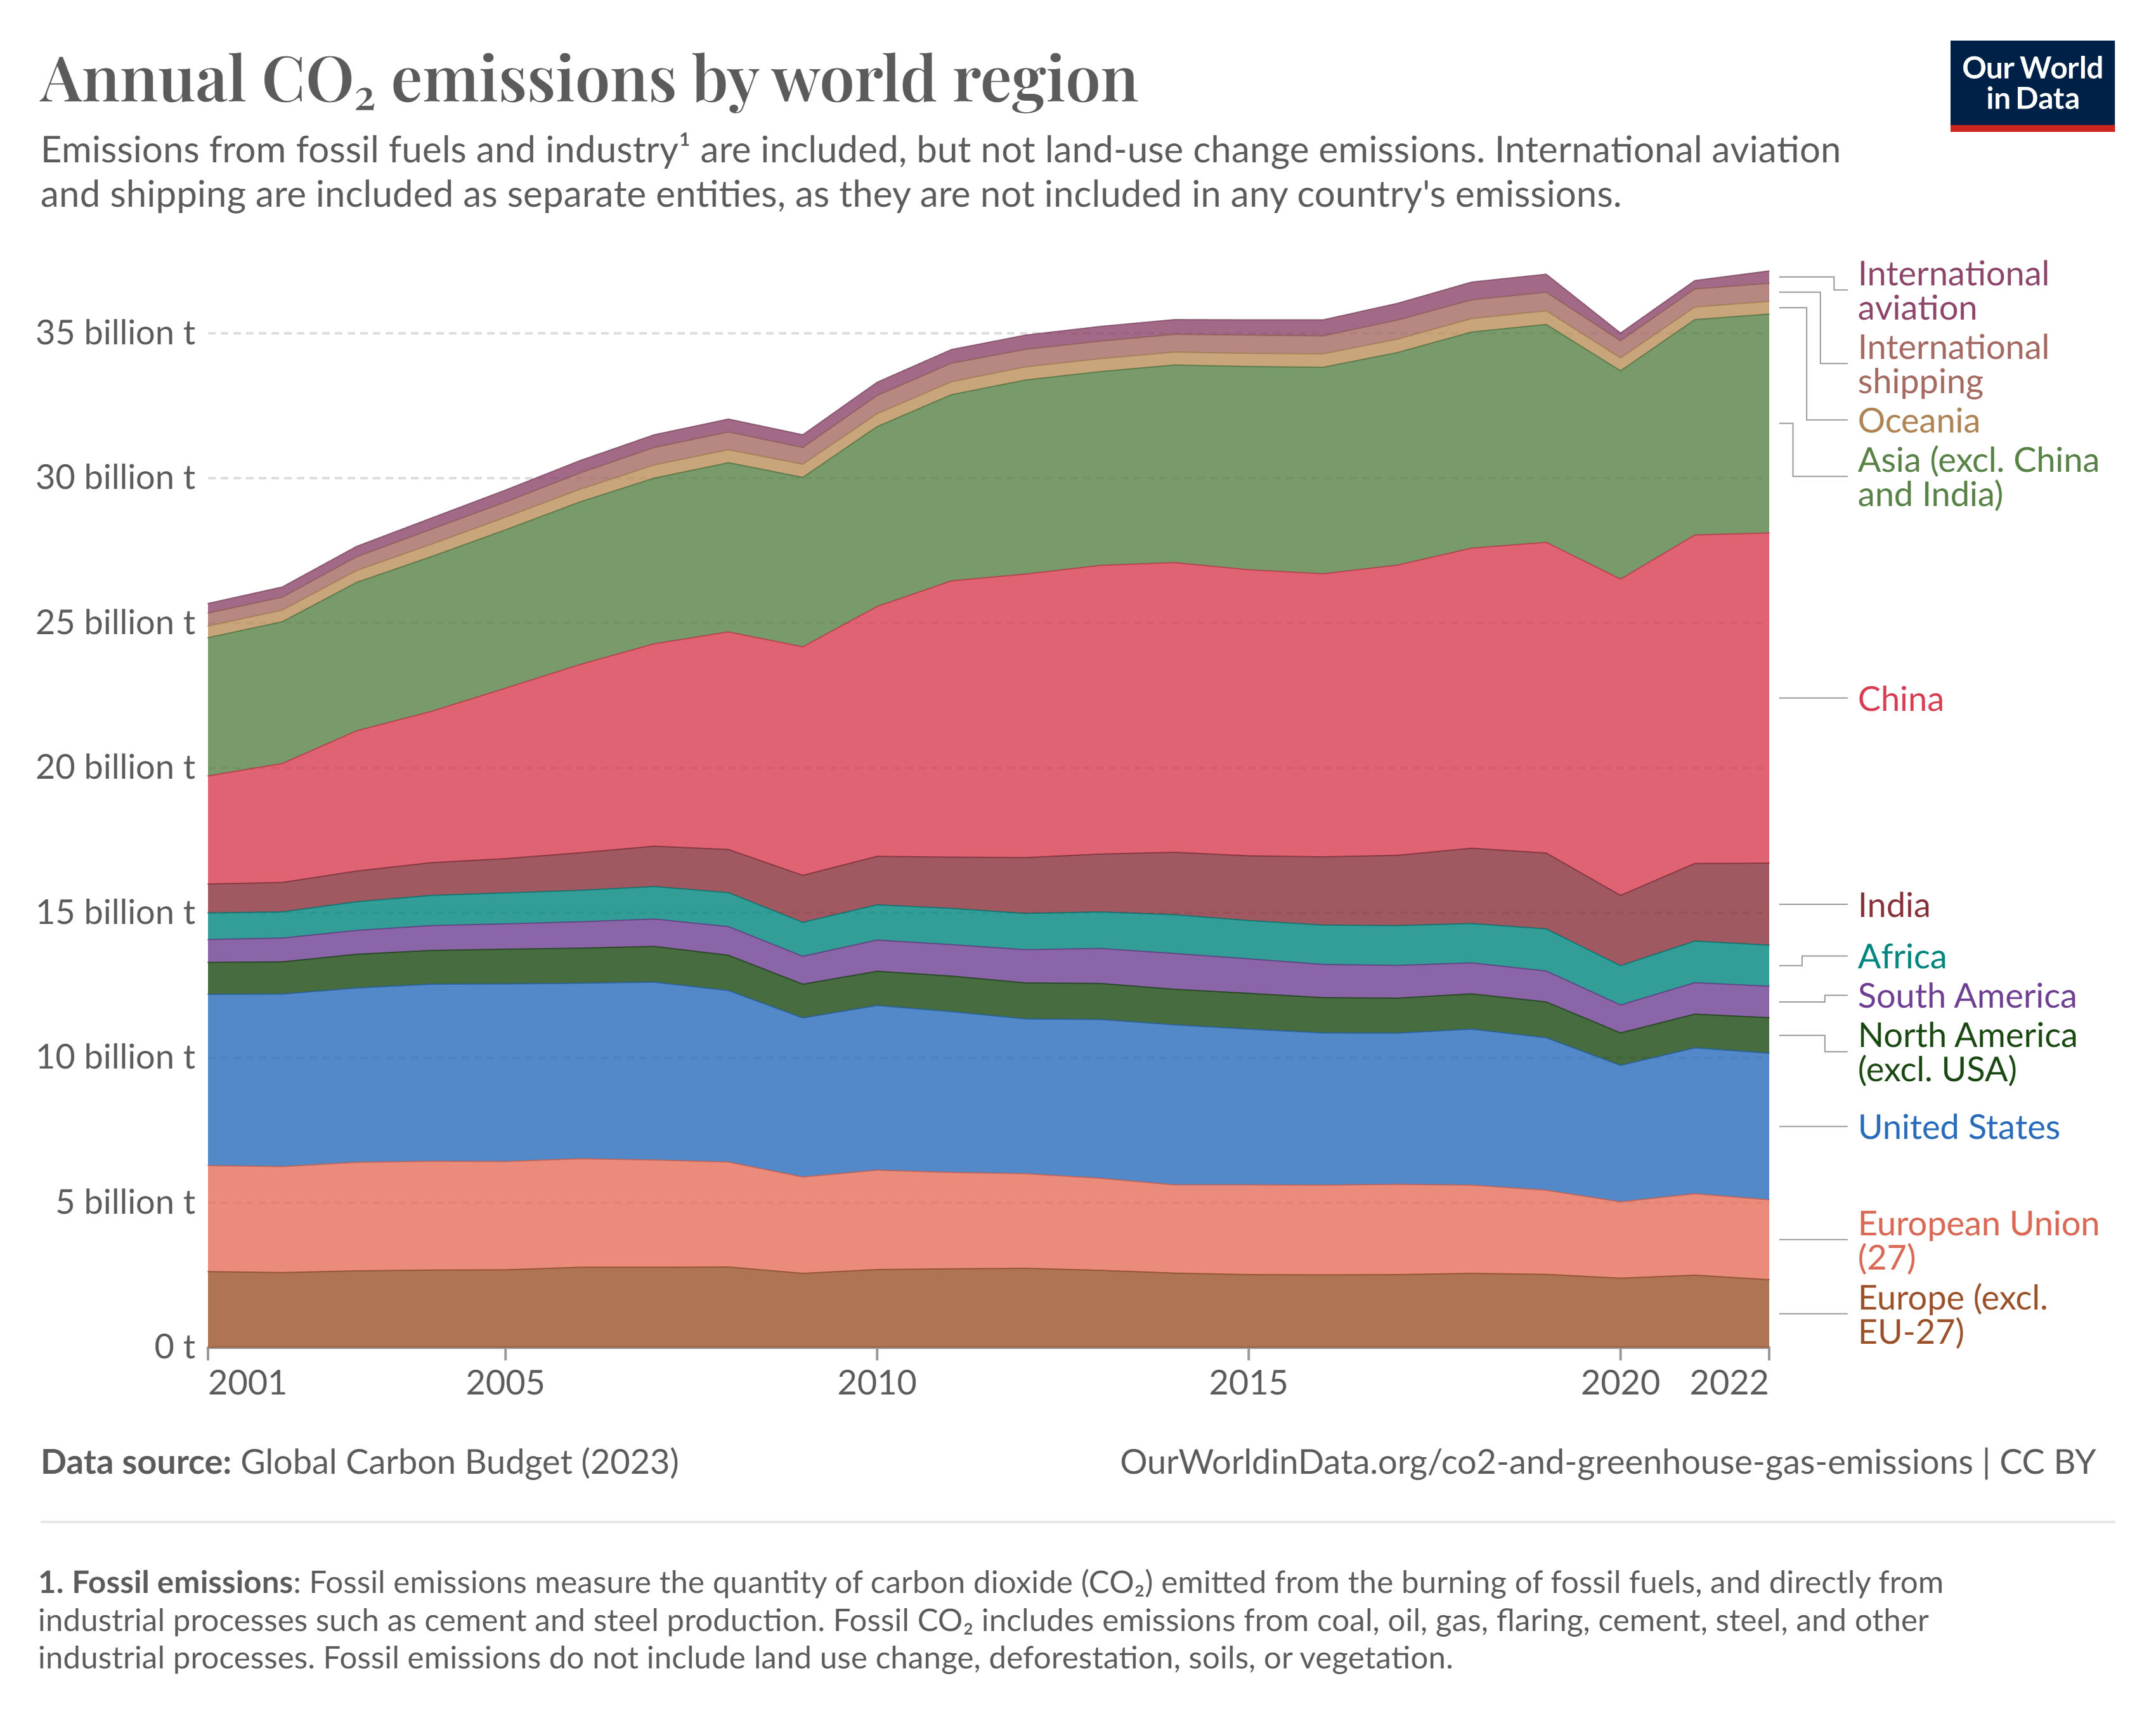 Annual CO₂ emissions by world region
Our World
in Data
Emissions from fossil fuels and industry¹ are included, but not land-use change emissions. International aviation
and shipping are included as separate entities, as they are not included in any country's emissions.
35 billion t
30 billion t
25 billion t
20 billion t
15 billion t
10 billion t
5 billion t
0 t
International
aviation
International
shipping
Oceania
Asia (excl. China
and India)
China
India
Africa
South America
North America
(excl. USA)
United States
European Union
(27)
Europe (excl.
EU-27)
2001
2005
2010
2015
2020
2022
Data source: Global Carbon Budget (2023)
OurWorldinData.org/co2-and-greenhouse-gas-emissions | CC BY
1. Fossil emissions: Fossil emissions measure the quantity of carbon dioxide (CO₂) emitted from the burning of fossil fuels, and directly from
industrial processes such as cement and steel production. Fossil CO₂ includes emissions from coal, oil, gas, flaring, cement, steel, and other
industrial processes. Fossil emissions do not include land use change, deforestation, soils, or vegetation.